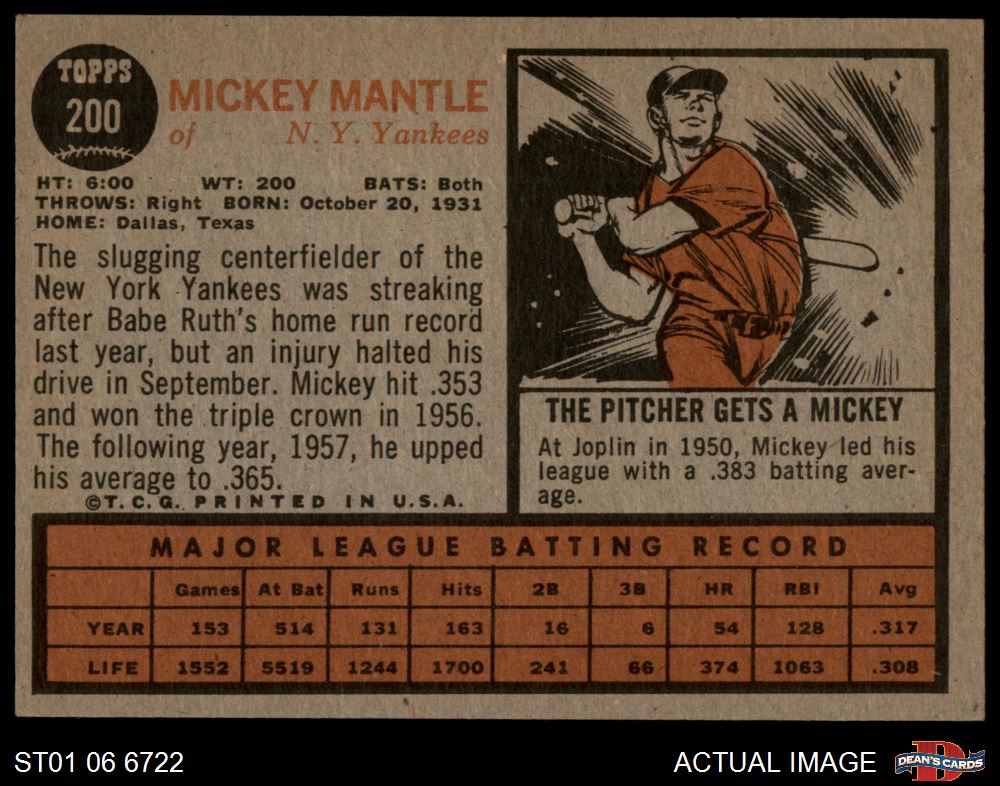 TOPPS
200
MICKEY MANTLE
of N. Y. Yankees
HT: 6:00 WT: 200 BATS: Both
THROWS: Right BORN: October 20, 1931
HOME: Dallas, Texas
The slugging centerfielder of the
New York Yankees was streaking
after Babe Ruth's home run record
last year, but an injury halted his
drive in September. Mickey hit .353
and won the triple crown in 1956.
The following year, 1957, he upped
his average to .365.
©T.C.G. PRINTED IN U.S.A.
THE PITCHER GETS A MICKEY
At Joplin in 1950, Mickey led his
league with a .383 batting aver-
age.
MAJOR LEAGUE BATTING RECORD
Games At Bat Runs Hits 2B 3B HR RBI Avg
YEAR 153 514 131 163 16 6 54 128 .317
LIFE 1552 5519 1244 1700 241 66 374 1063 .308
ST01 06 6722
ACTUAL IMAGE
D
DEAN'S CARDS